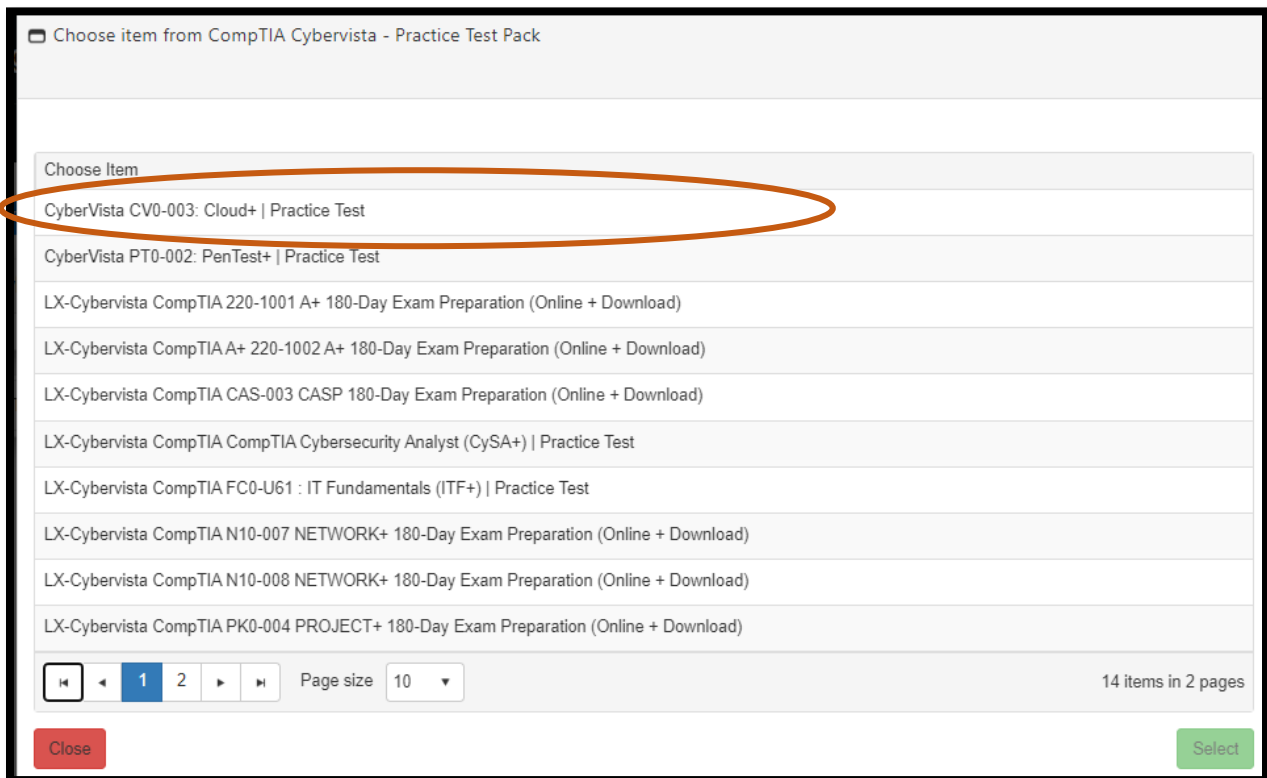 Choose item from CompTIA Cybervista - Practice Test Pack
Choose Item
CyberVista CV0-003: Cloud+ | Practice Test
CyberVista PT0-002: PenTest+ | Practice Test
LX-Cybervista CompTIA 220-1001 A+ 180-Day Exam Preparation (Online + Download)
LX-Cybervista CompTIA A+ 220-1002 A+ 180-Day Exam Preparation (Online + Download)
LX-Cybervista CompTIA CAS-003 CASP 180-Day Exam Preparation (Online + Download)
LX-Cybervista CompTIA CompTIA Cybersecurity Analyst (CySA+) | Practice Test
LX-Cybervista CompTIA FC0-U61 : IT Fundamentals (ITF+) | Practice Test
LX-Cybervista CompTIA N10-007 NETWORK+ 180-Day Exam Preparation (Online + Download)
LX-Cybervista CompTIA N10-008 NETWORK+ 180-Day Exam Preparation (Online + Download)
LX-Cybervista CompTIA PK0-004 PROJECT+ 180-Day Exam Preparation (Online + Download)
1 2 Page size 10 14 items in 2 pages
Close Select